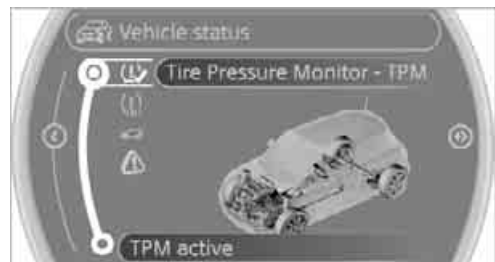 Vehicle status
Tire Pressure Monitor - TPM
TPM active